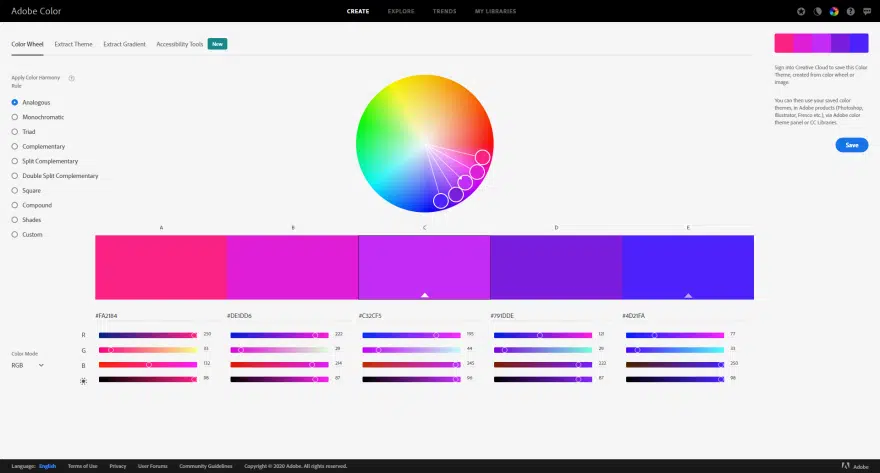 Adobe Color
CREATE EXPLORE TRENDS MY LIBRARIES
Color Wheel Extract Theme Extract Gradient Accessibility Tools New
Apply Color Harmony
Rule
Analogous
Monochromatic
Triad
Complementary
Split Complementary
Double Split Complementary
Square
Compound
Shades
Custom
Sign into Creative Cloud to save this Color
Theme, created from color wheel or
image.
You can then use your saved color
themes, in Adobe products (Photoshop,
Illustrator, Fresco etc.), via Adobe color
theme panel or CC Libraries.
Save
A B C D E
#FA2184 #DE1DD6 #C32CF5 #791DDE #4D21FA
R 222 195 121 77
G 33 29 44 29 33
B 132 214 245 222 250
98 87 96 87 98
Color Mode
RGB
Language: English Terms of Use Privacy User Forums Community Guidelines Copyright © 2020 Adobe. All rights reserved. Adobe